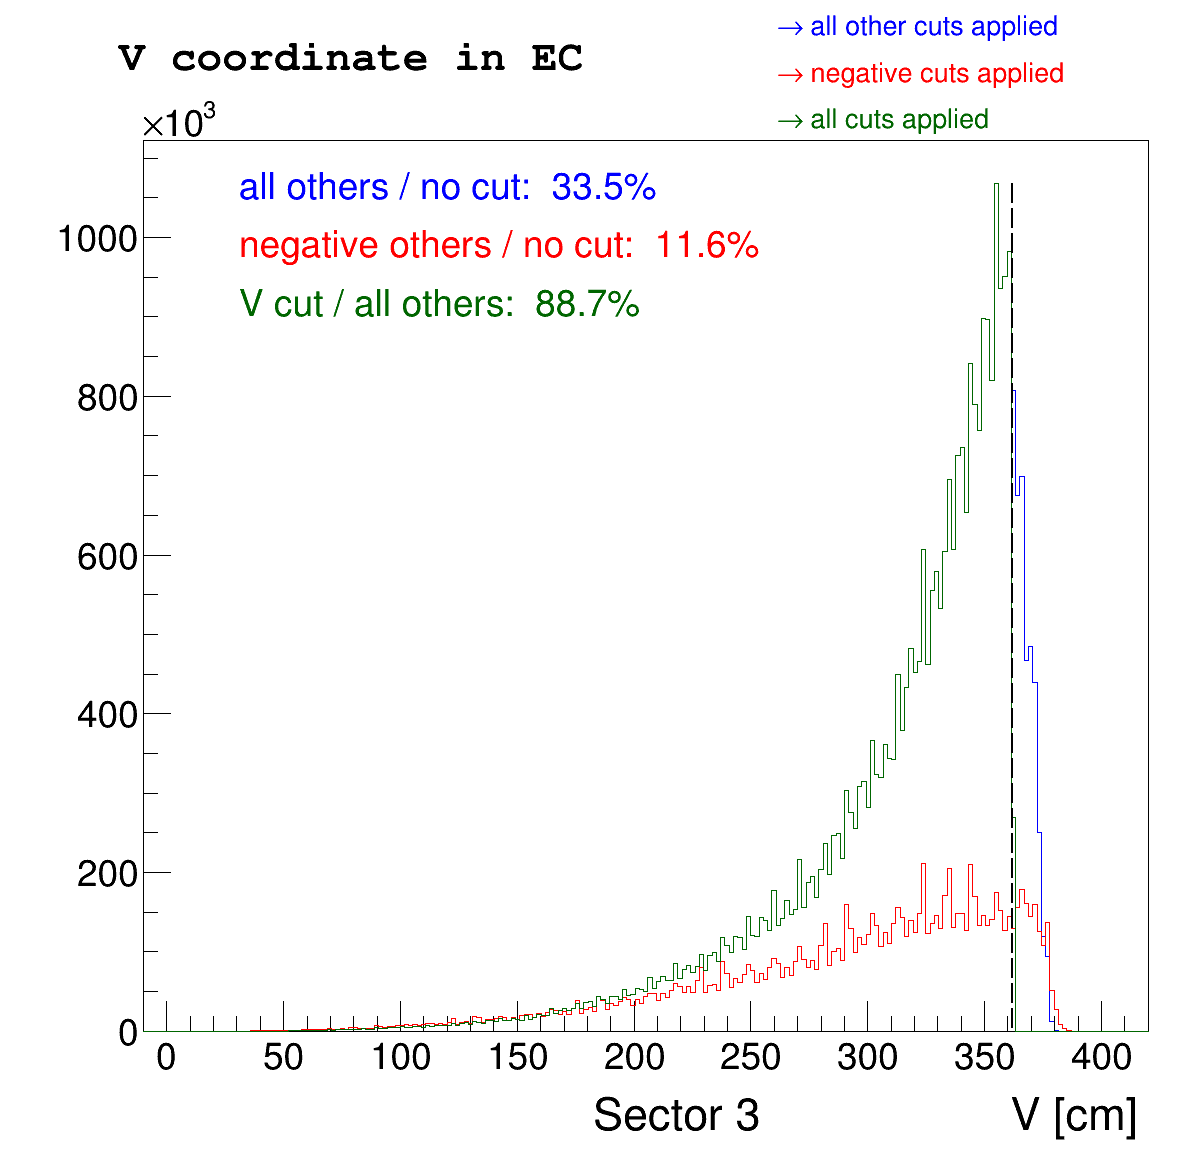 → all other cuts applied
V coordinate in EC
→ negative cuts applied
→ all cuts applied
×10³
all others / no cut: 33.5%
negative others / no cut: 11.6%
V cut / all others: 88.7%
1000
800
600
400
200
0
0 50 100 150 200 250 300 350 400
Sector 3 V [cm]